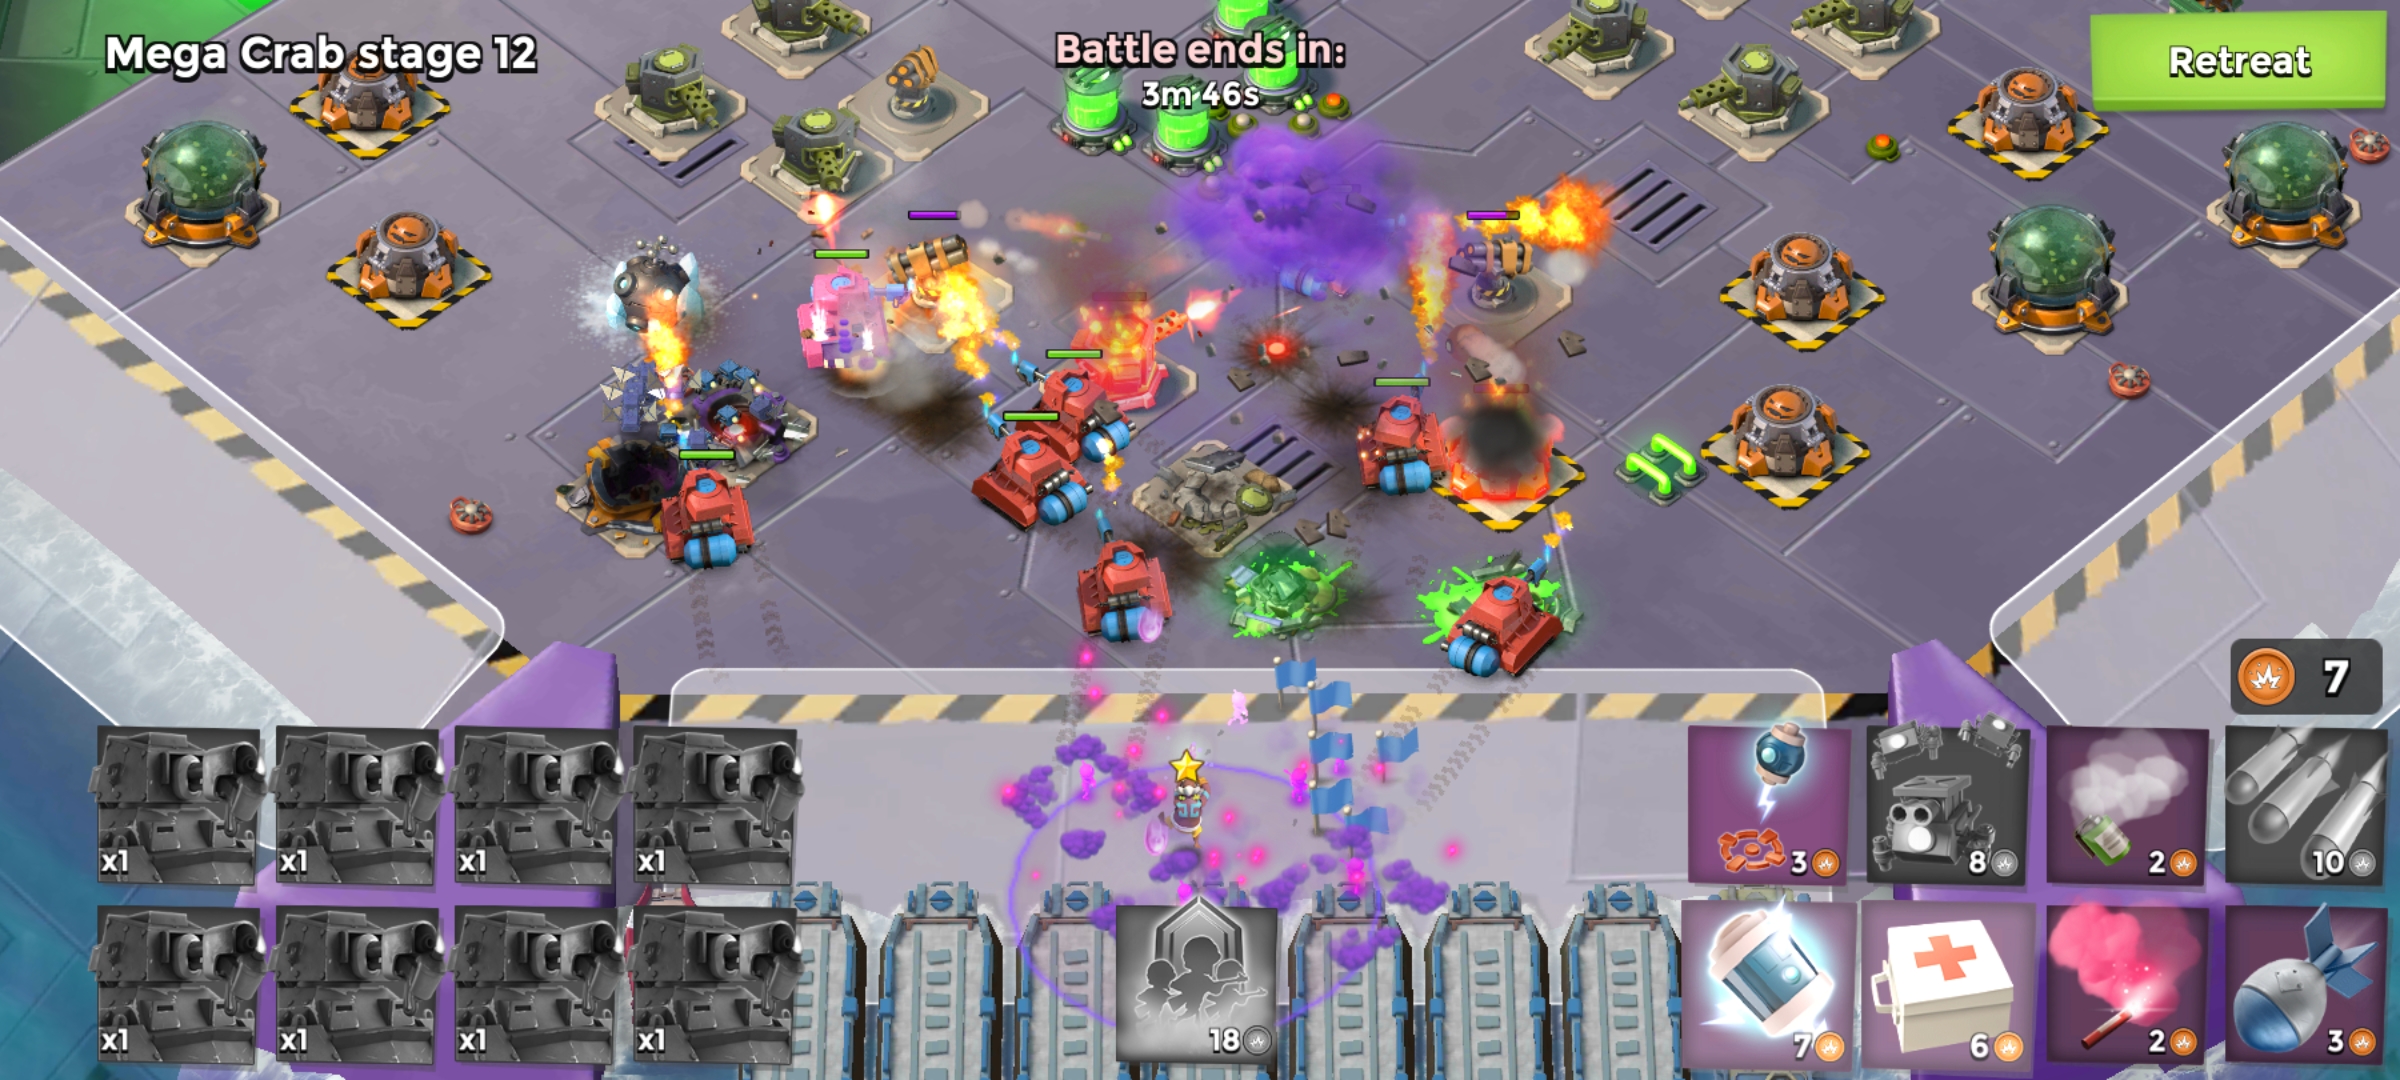 Mega Crab stage 12
Battle ends in:
3m 46s
Retreat
7
x1
x1
x1
x1
3
8
2
10
x1
x1
x1
x1
18
7
6
2
3